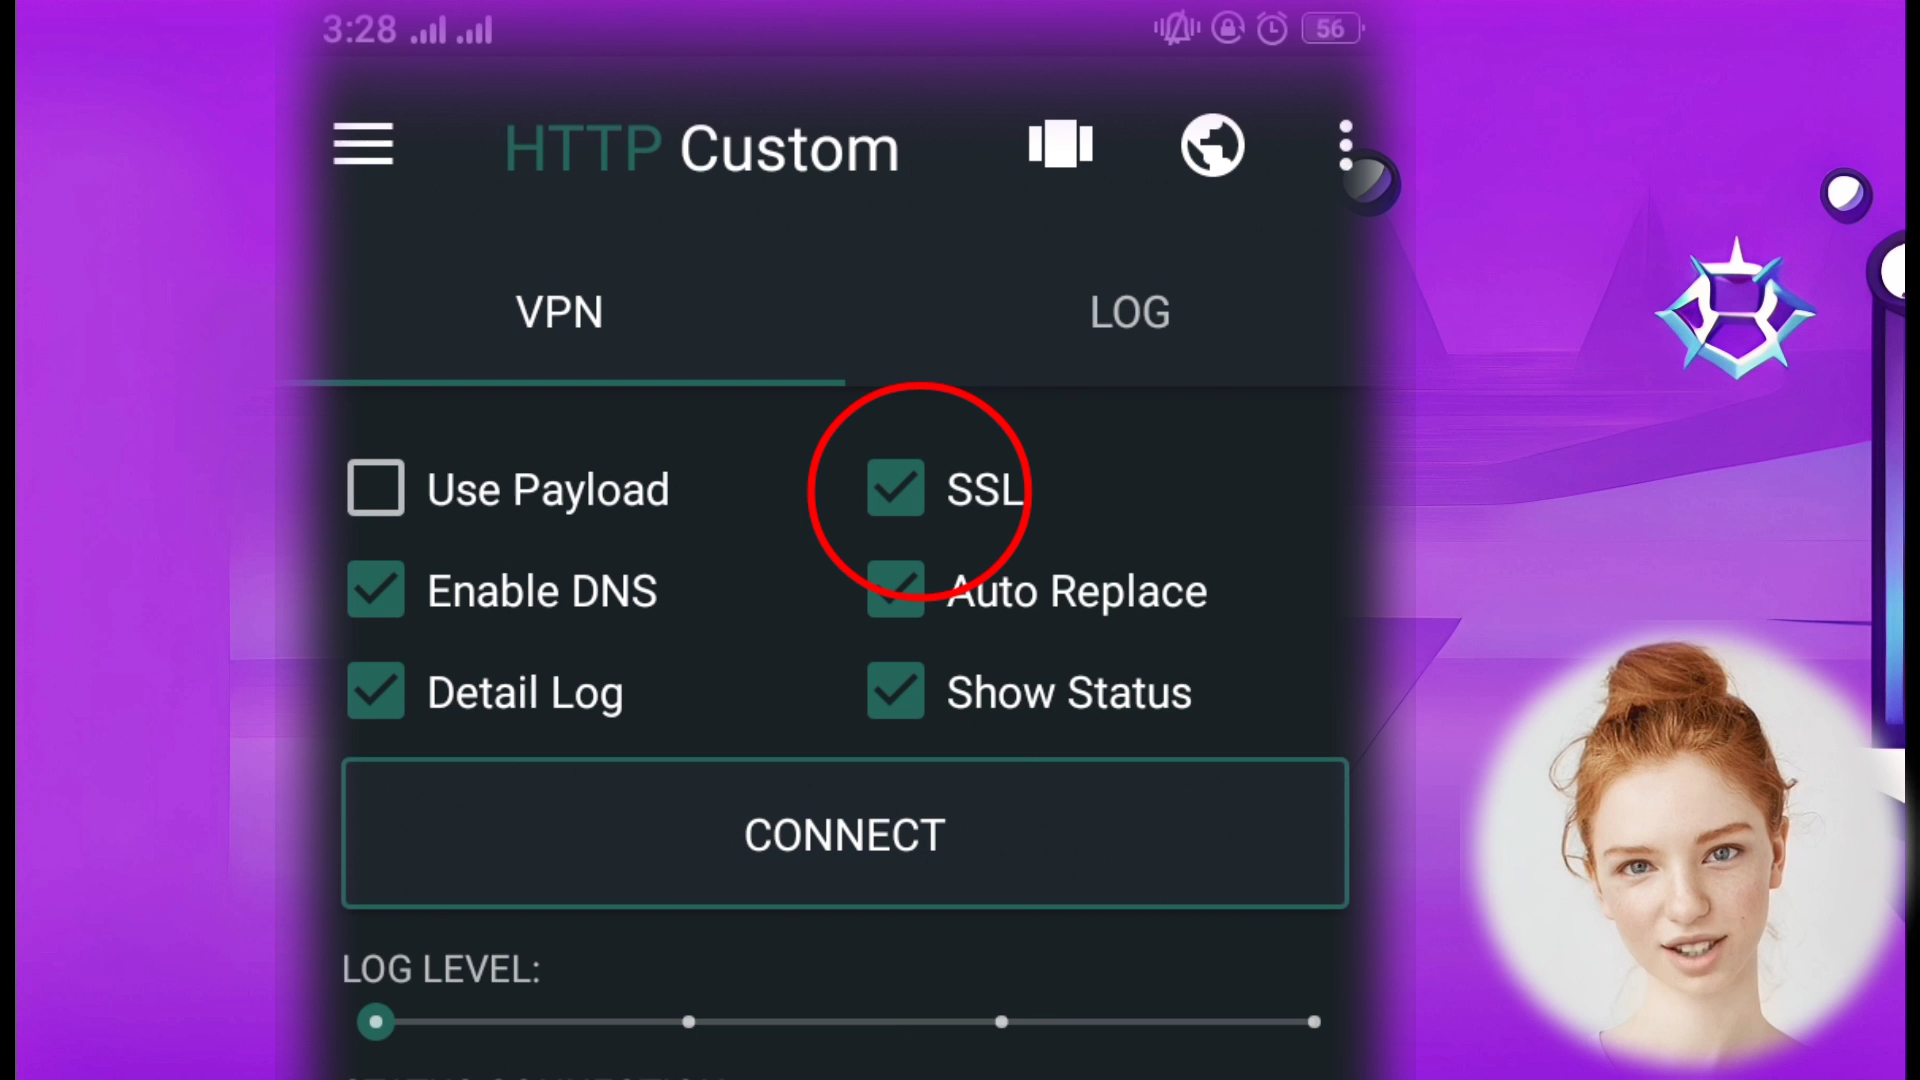 3:28
56
HTTP Custom
VPN
LOG
Use Payload
SSL
Enable DNS
Auto Replace
Detail Log
Show Status
CONNECT
LOG LEVEL: